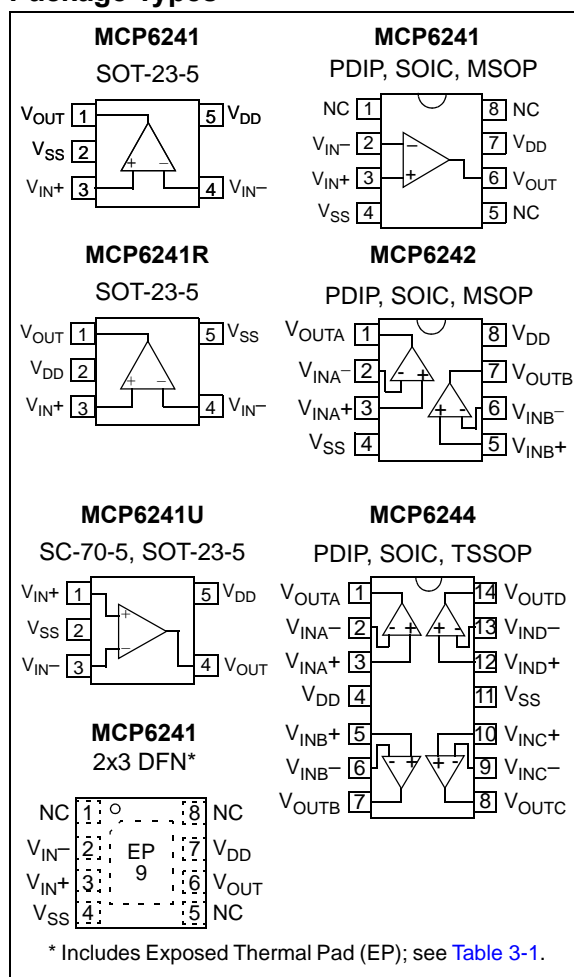 Package Types
MCP6241
SOT-23-5
VOUT 1
VSS 2
VIN+ 3
5 VDD
4 VIN–
+ –
MCP6241
PDIP, SOIC, MSOP
NC 1
VIN– 2
VIN+ 3
VSS 4
8 NC
7 VDD
6 VOUT
5 NC
–
+
MCP6241R
SOT-23-5
VOUT 1
VDD 2
VIN+ 3
5 VSS
4 VIN–
+ –
MCP6242
PDIP, SOIC, MSOP
VOUTA 1
VINA– 2
VINA+ 3
VSS 4
8 VDD
7 VOUTB
6 VINB–
5 VINB+
- +
+ -
MCP6241U
SC-70-5, SOT-23-5
VIN+ 1
VSS 2
VIN– 3
5 VDD
4 VOUT
+
–
MCP6244
PDIP, SOIC, TSSOP
VOUTA 1
VINA– 2
VINA+ 3
VDD 4
VINB+ 5
VINB– 6
VOUTB 7
14 VOUTD
13 VIND–
12 VIND+
11 VSS
10 VINC+
9 VINC–
8 VOUTC
- +
+ -
- +
+ -
MCP6241
2x3 DFN*
NC 1
VIN– 2
VIN+ 3
VSS 4
EP
9
8 NC
7 VDD
6 VOUT
5 NC
* Includes Exposed Thermal Pad (EP); see Table 3-1.